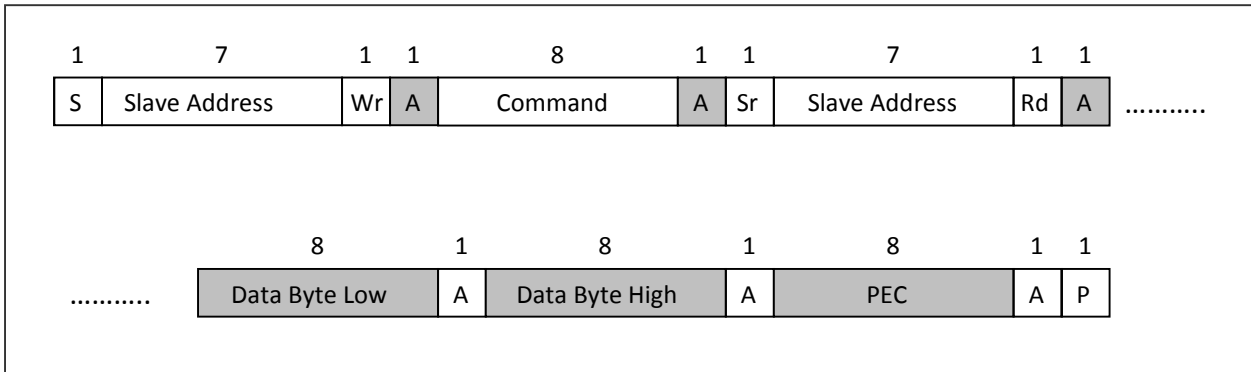 1 7 1 1 8 1 1 7 1 1
S Slave Address Wr A Command A Sr Slave Address Rd A ………..
8 1 8 1 8 1 1
……….. Data Byte Low A Data Byte High A PEC A P